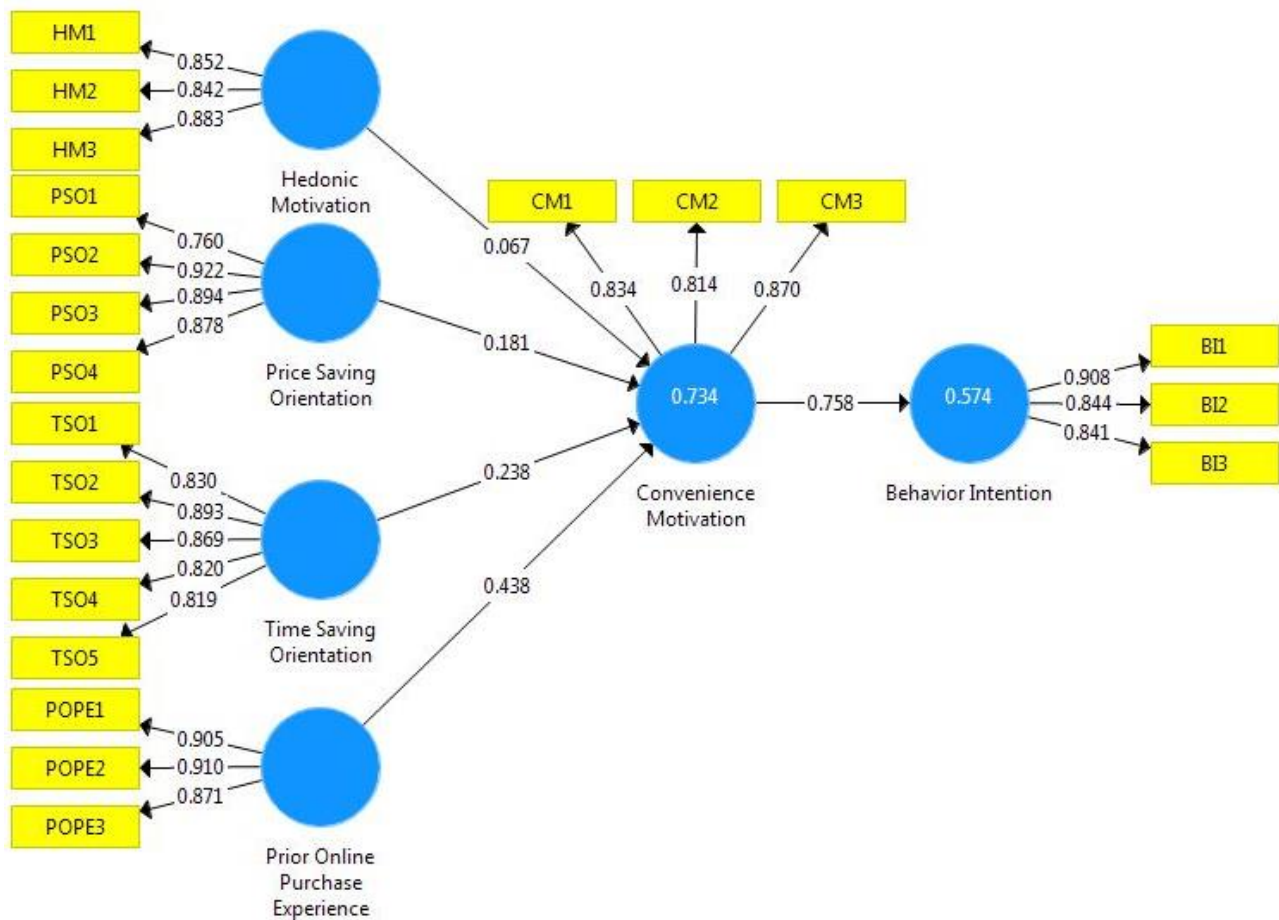 HM1
HM2
HM3
0.852
0.842
0.883
Hedonic
Motivation
PSO1
PSO2
PSO3
PSO4
0.760
0.922
0.894
0.878
Price Saving
Orientation
TSO1
TSO2
TSO3
TSO4
TSO5
0.830
0.893
0.869
0.820
0.819
Time Saving
Orientation
POPE1
POPE2
POPE3
0.905
0.910
0.871
Prior Online
Purchase
Experience
0.067
0.181
0.238
0.438
CM1
CM2
CM3
0.834
0.814
0.870
0.734
Convenience
Motivation
0.758
0.574
Behavior Intention
0.908
0.844
0.841
BI1
BI2
BI3